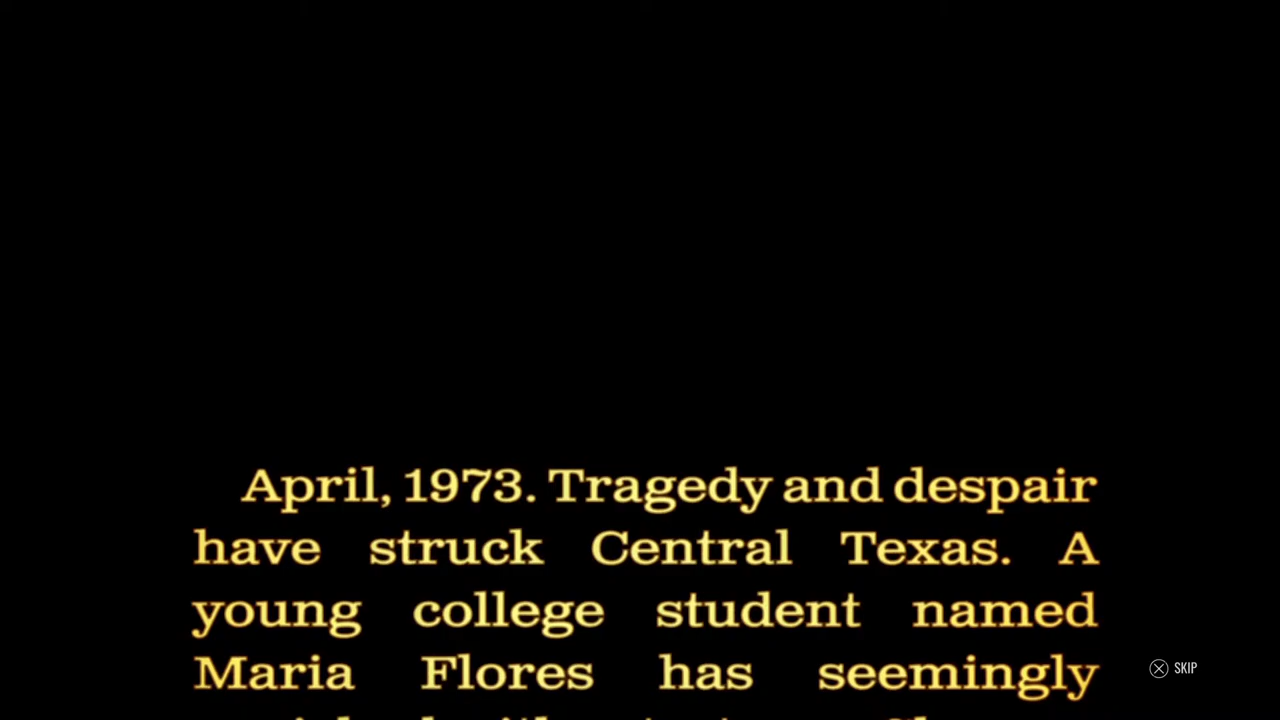 April, 1973. Tragedy and despair
have struck Central Texas. A
young college student named
Maria Flores has seemingly
SKIP